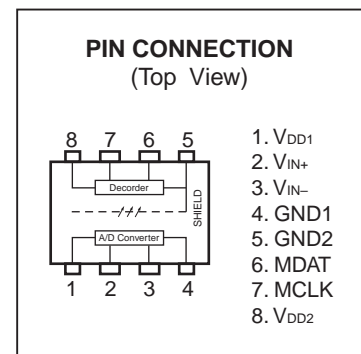 PIN CONNECTION
(Top View)
8 7 6 5
Decorder
SHIELD
A/D Converter
1 2 3 4
1. VDD1
2. VIN+
3. VIN–
4. GND1
5. GND2
6. MDAT
7. MCLK
8. VDD2